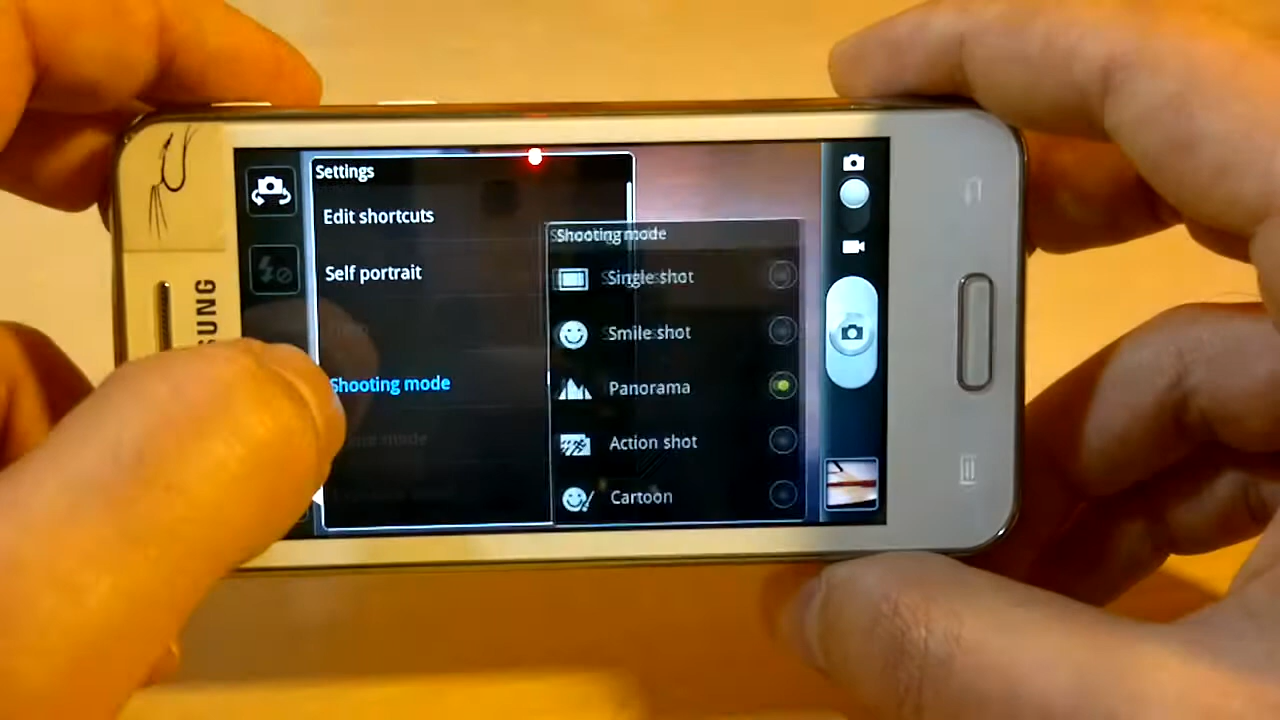 Settings
Edit shortcuts
Self portrait
Shooting mode
Shooting mode
Single shot
Smile shot
Panorama
Action shot
Cartoon
SUNG